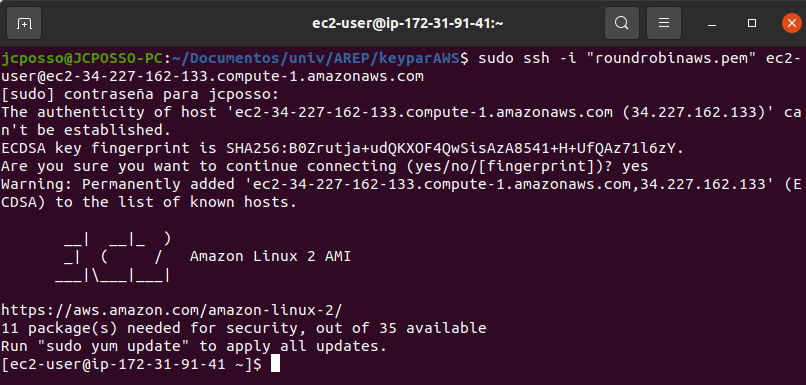 ec2-user@ip-172-31-91-41:~
jcposso@JCPOSSO-PC:~/Documentos/univ/AREP/keyparAWS$ sudo ssh -i "roundrobinaws.pem" ec2-
user@ec2-34-227-162-133.compute-1.amazonaws.com
[sudo] contraseña para jcposso:
The authenticity of host 'ec2-34-227-162-133.compute-1.amazonaws.com (34.227.162.133)' ca
n't be established.
ECDSA key fingerprint is SHA256:B0Zrutja+udQKXOF4QwSisAzA8541+H+UfQAz71l6zY.
Are you sure you want to continue connecting (yes/no/[fingerprint])? yes
Warning: Permanently added 'ec2-34-227-162-133.compute-1.amazonaws.com,34.227.162.133' (E
CDSA) to the list of known hosts.
       __|  __|_  )
       _|  (     /   Amazon Linux 2 AMI
      ___|\___|___|
https://aws.amazon.com/amazon-linux-2/
11 package(s) needed for security, out of 35 available
Run "sudo yum update" to apply all updates.
[ec2-user@ip-172-31-91-41 ~]$